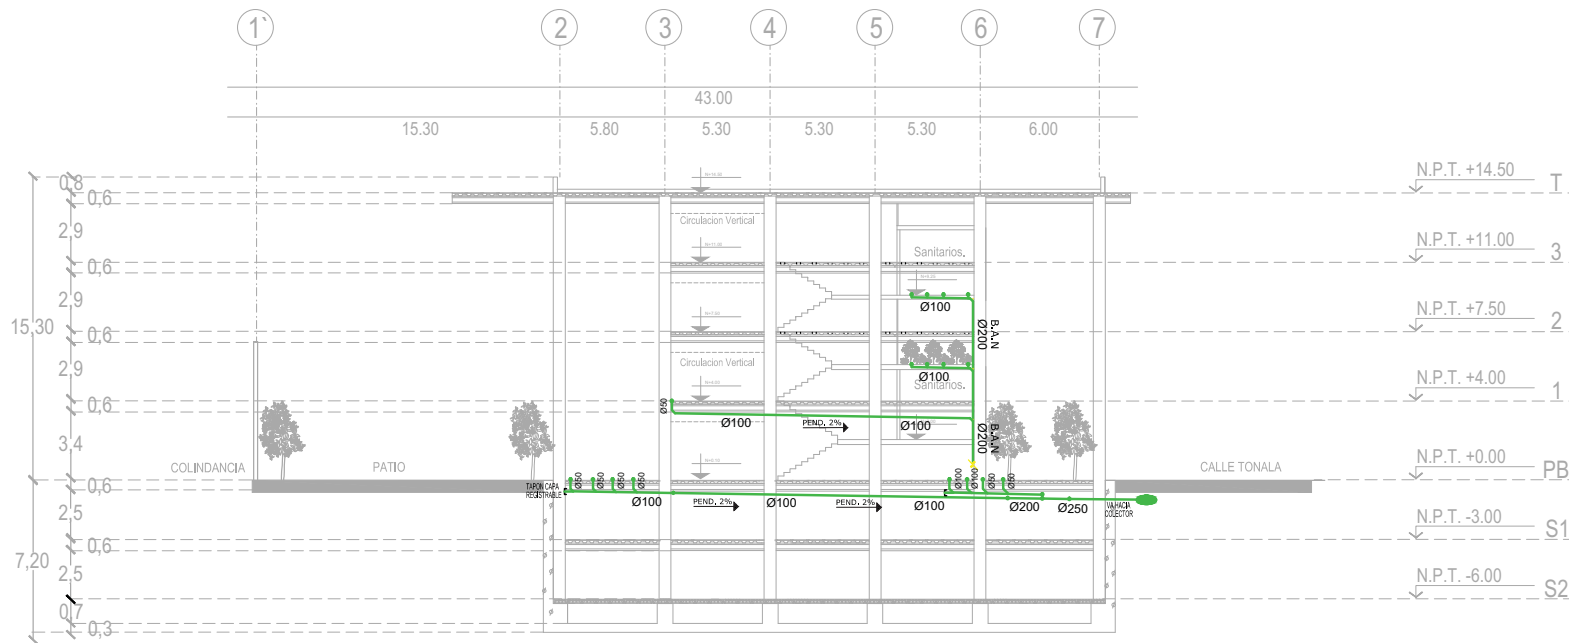 1` 2 3 4 5 6 7
43.00
15.30 5.80 5.30 5.30 5.30 6.00
N.P.T. +14.50 T
0,8
0,6
2,9
Circulacion Vertical
N.P.T. +11.00 3
Sanitarios.
0,6
2,9
Ø100
B.A.N
Ø200
15,30
N.P.T. +7.50 2
0,6
2,9
Circulacion Vertical
Ø100
Sanitarios.
N.P.T. +4.00 1
0,6
Ø50
Ø100
PEND. 2%
Ø100
B.A.N
Ø200
3,4
COLINDANCIA
PATIO
CALLE TONALA
N.P.T. +0.00 PB
0,6
TAPON CAPA
REGISTRABLE
Ø50 Ø50 Ø50 Ø50
Ø100 Ø100 Ø50 Ø50
Ø100
PEND. 2%
Ø100
PEND. 2%
Ø100
Ø200
Ø250
VA HACIA
COLECTOR
2,5
N.P.T. -3.00 S1
0,6
7,20
2,5
N.P.T. -6.00 S2
0,7
0,3